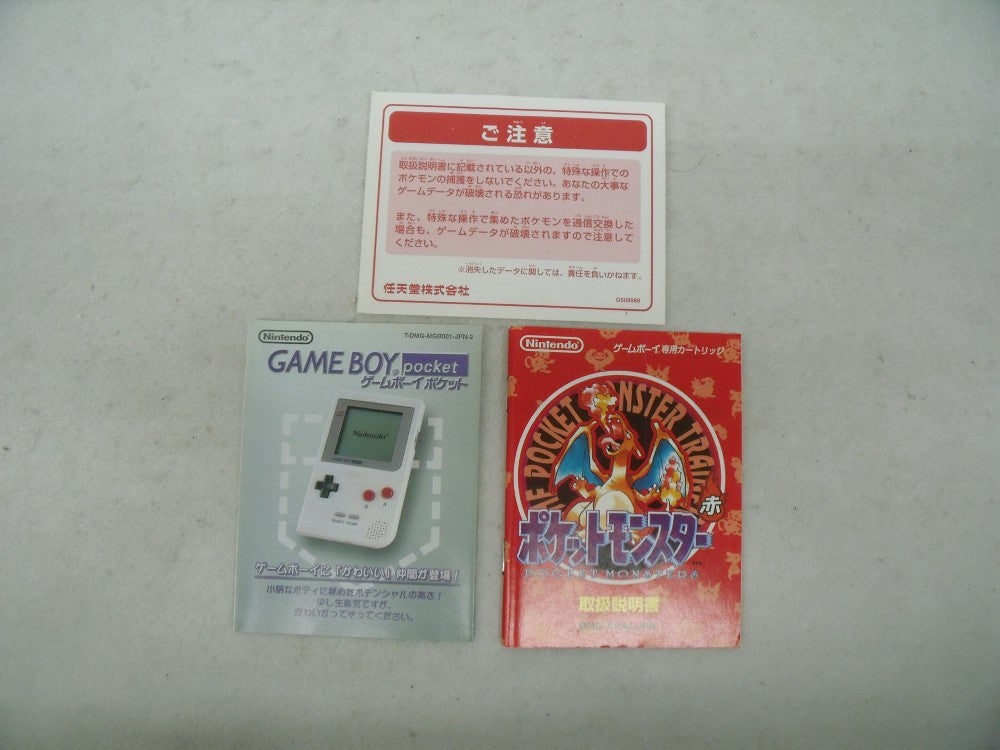 ご注意
取扱説明書に記載されている以外の、特殊な操作での
ポケモンの捕獲をしないでください。あなたの大事な
ゲームデータが破壊される恐れがあります。
また、特殊な操作で集めたポケモンを通信交換した
場合も、ゲームデータが破壊されますので注意して
ください。
※消失したデータに関しては、責任を負いかねます。
任天堂株式会社
G508599
Nintendo
T-DMG-MGB001-JPN-2
GAME BOY pocket
ゲームボーイ ポケット
Nintendo
GAME BOY
B A
SELECT START
ゲームボーイに「かわいい」仲間が登場!
小柄なボディに秘めたポテンシャルの高さ!
少し生意気ですが、
かわいがってやってください。
Nintendo
ゲームボーイ専用カートリッジ
POCKET MONSTER
赤
ポケットモンスター
POCKET MONSTERS
取扱説明書